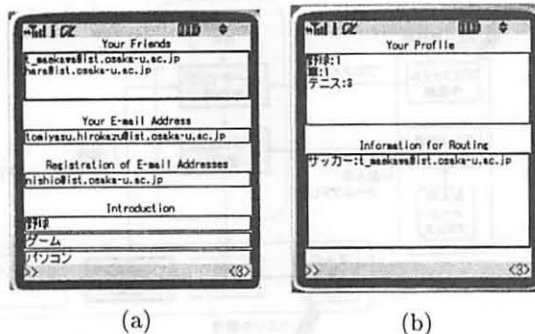 Your Friends
t_maekawa@ist.osaka-u.ac.jp
hara@ist.osaka-u.ac.jp
Your E-mail Address
tomiyasu.hirokazu@ist.osaka-u.ac.jp
Registration of E-mail Addresses
nishio@ist.osaka-u.ac.jp
Introduction
野球
ゲーム
パソコン
>> <3>
(a)
Your Profile
野球:1
車:1
テニス:3
Information for Routing
サッカー:t_maekawa@ist.osaka-u.ac.jp
>> <3>
(b)